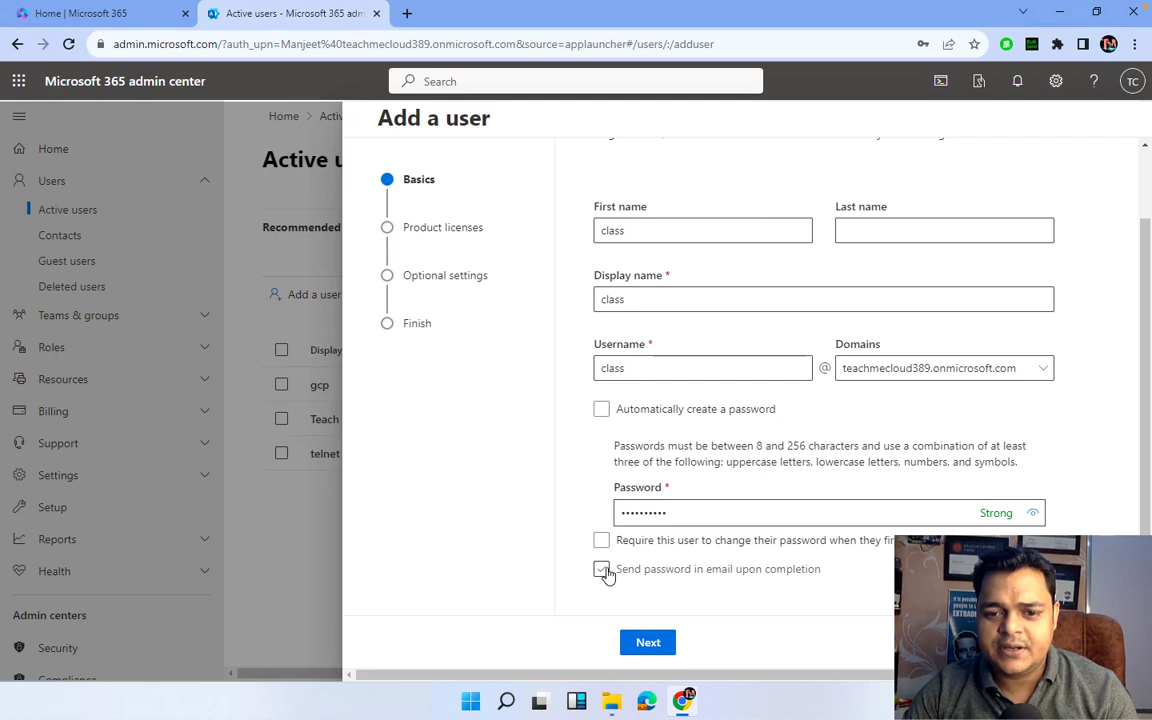 Home | Microsoft 365
Active users - Microsoft 365 adm
admin.microsoft.com/?auth_upn=Manjeet%40teachmecloud389.onmicrosoft.com&source=applauncher#/users/:/adduser
Microsoft 365 admin center
Search
TC
Home
Users
Active users
Contacts
Guest users
Deleted users
Teams & groups
Roles
Resources
Billing
Support
Settings
Setup
Reports
Health
Admin centers
Security
Home > Activ
Active u
Recommended
Add a user
Display
gcp
Teach
telnet
Add a user
Basics
Product licenses
Optional settings
Finish
First name
Last name
class
Display name *
class
Username *
Domains
class
@
teachmecloud389.onmicrosoft.com
Automatically create a password
Passwords must be between 8 and 256 characters and use a combination of at least
three of the following: uppercase letters, lowercase letters, numbers, and symbols.
Password *
••••••••••
Strong
Require this user to change their password when they fir
Send password in email upon completion
Next